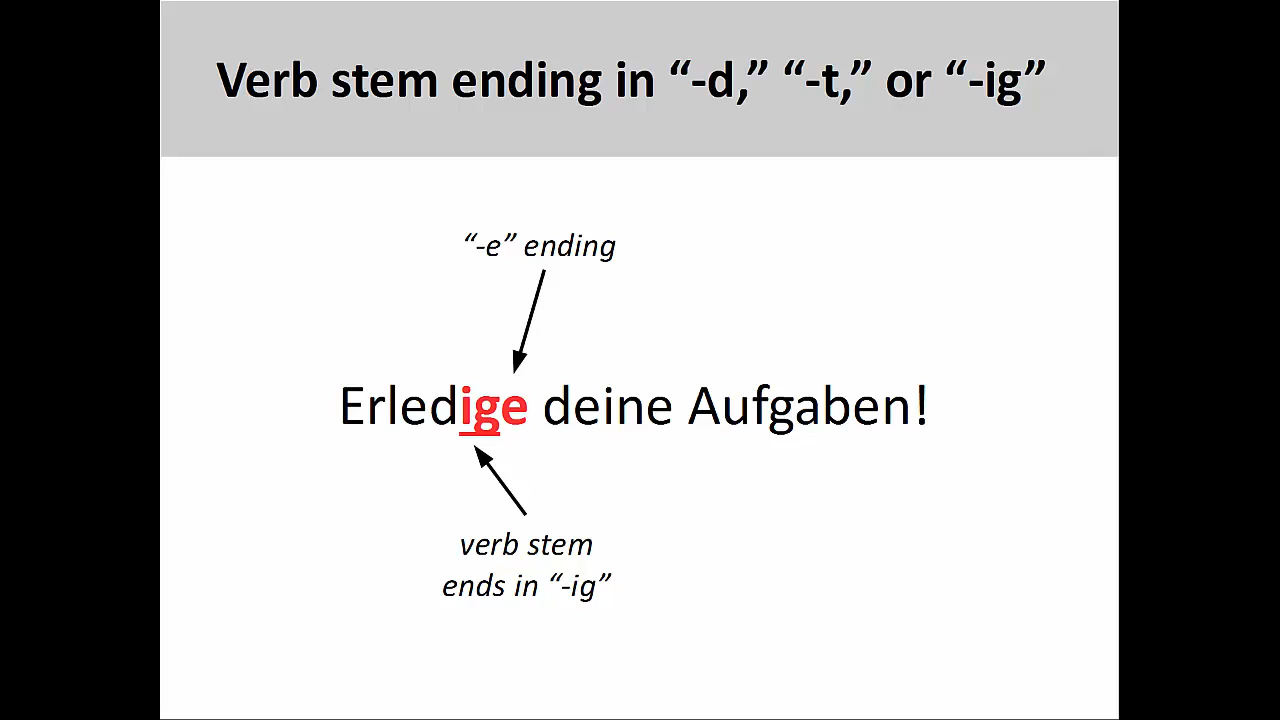 Verb stem ending in “-d,” “-t,” or “-ig”
“-e” ending
Erledige deine Aufgaben!
verb stem
ends in “-ig”